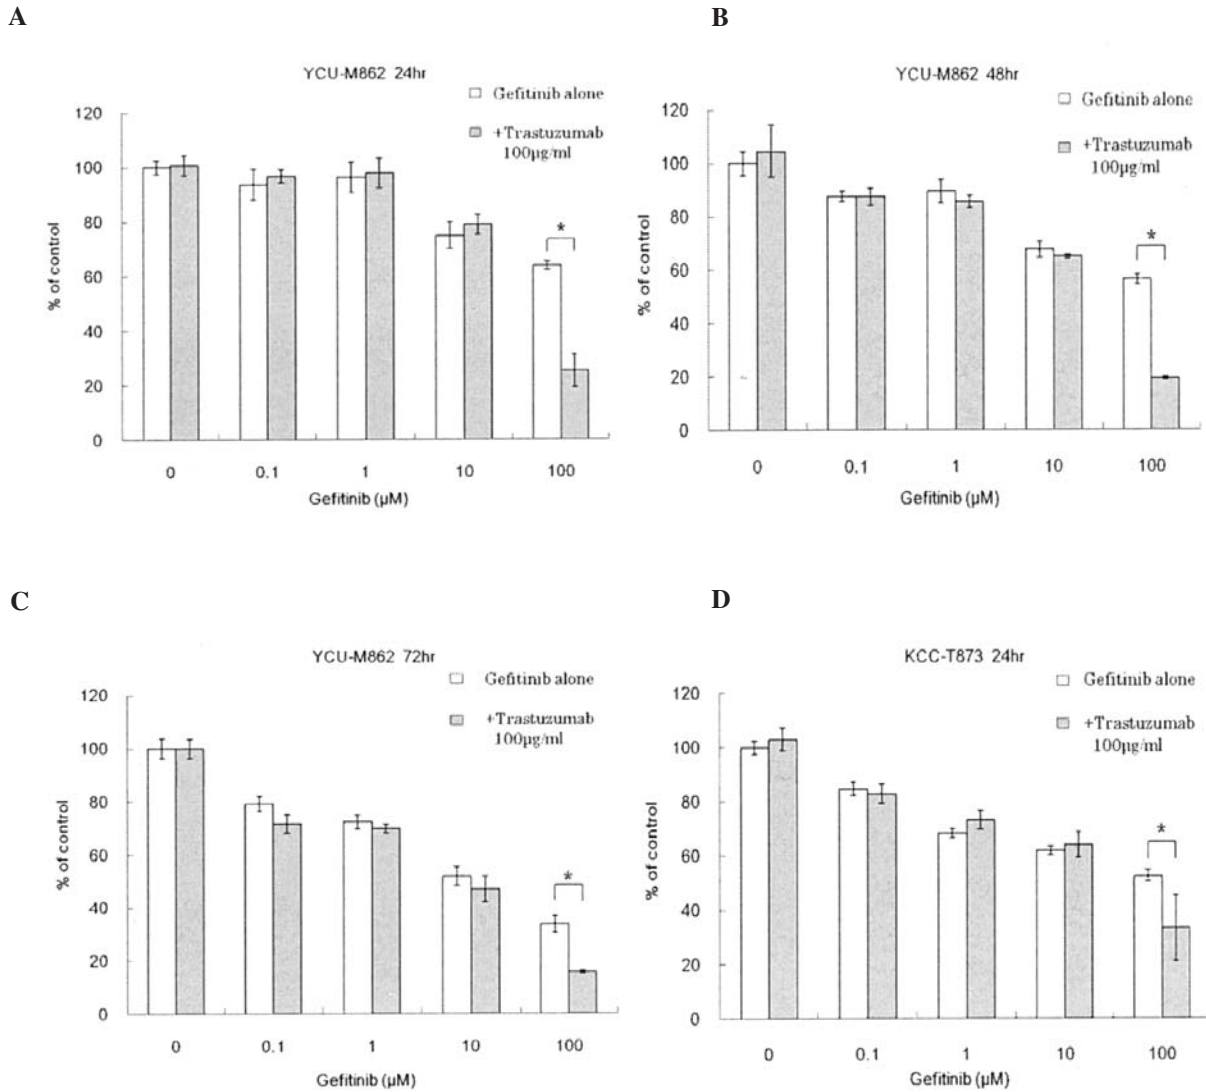 A
YCU-M862 24hr
Gefitinib alone
+Trastuzumab
100µg/ml
% of control
120
100
80
60
40
20
0
*
0 0.1 1 10 100
Gefitinib (µM)
B
YCU-M862 48hr
Gefitinib alone
+Trastuzumab
100µg/ml
% of control
120
100
80
60
40
20
0
*
0 0.1 1 10 100
Gefitinib (µM)
C
YCU-M862 72hr
Gefitinib alone
+Trastuzumab
100µg/ml
% of control
120
100
80
60
40
20
0
*
0 0.1 1 10 100
Gefitinib (µM)
D
KCC-T873 24hr
Gefitinib alone
+Trastuzumab
100µg/ml
% of control
120
100
80
60
40
20
0
*
0 0.1 1 10 100
Gefitinib (µM)